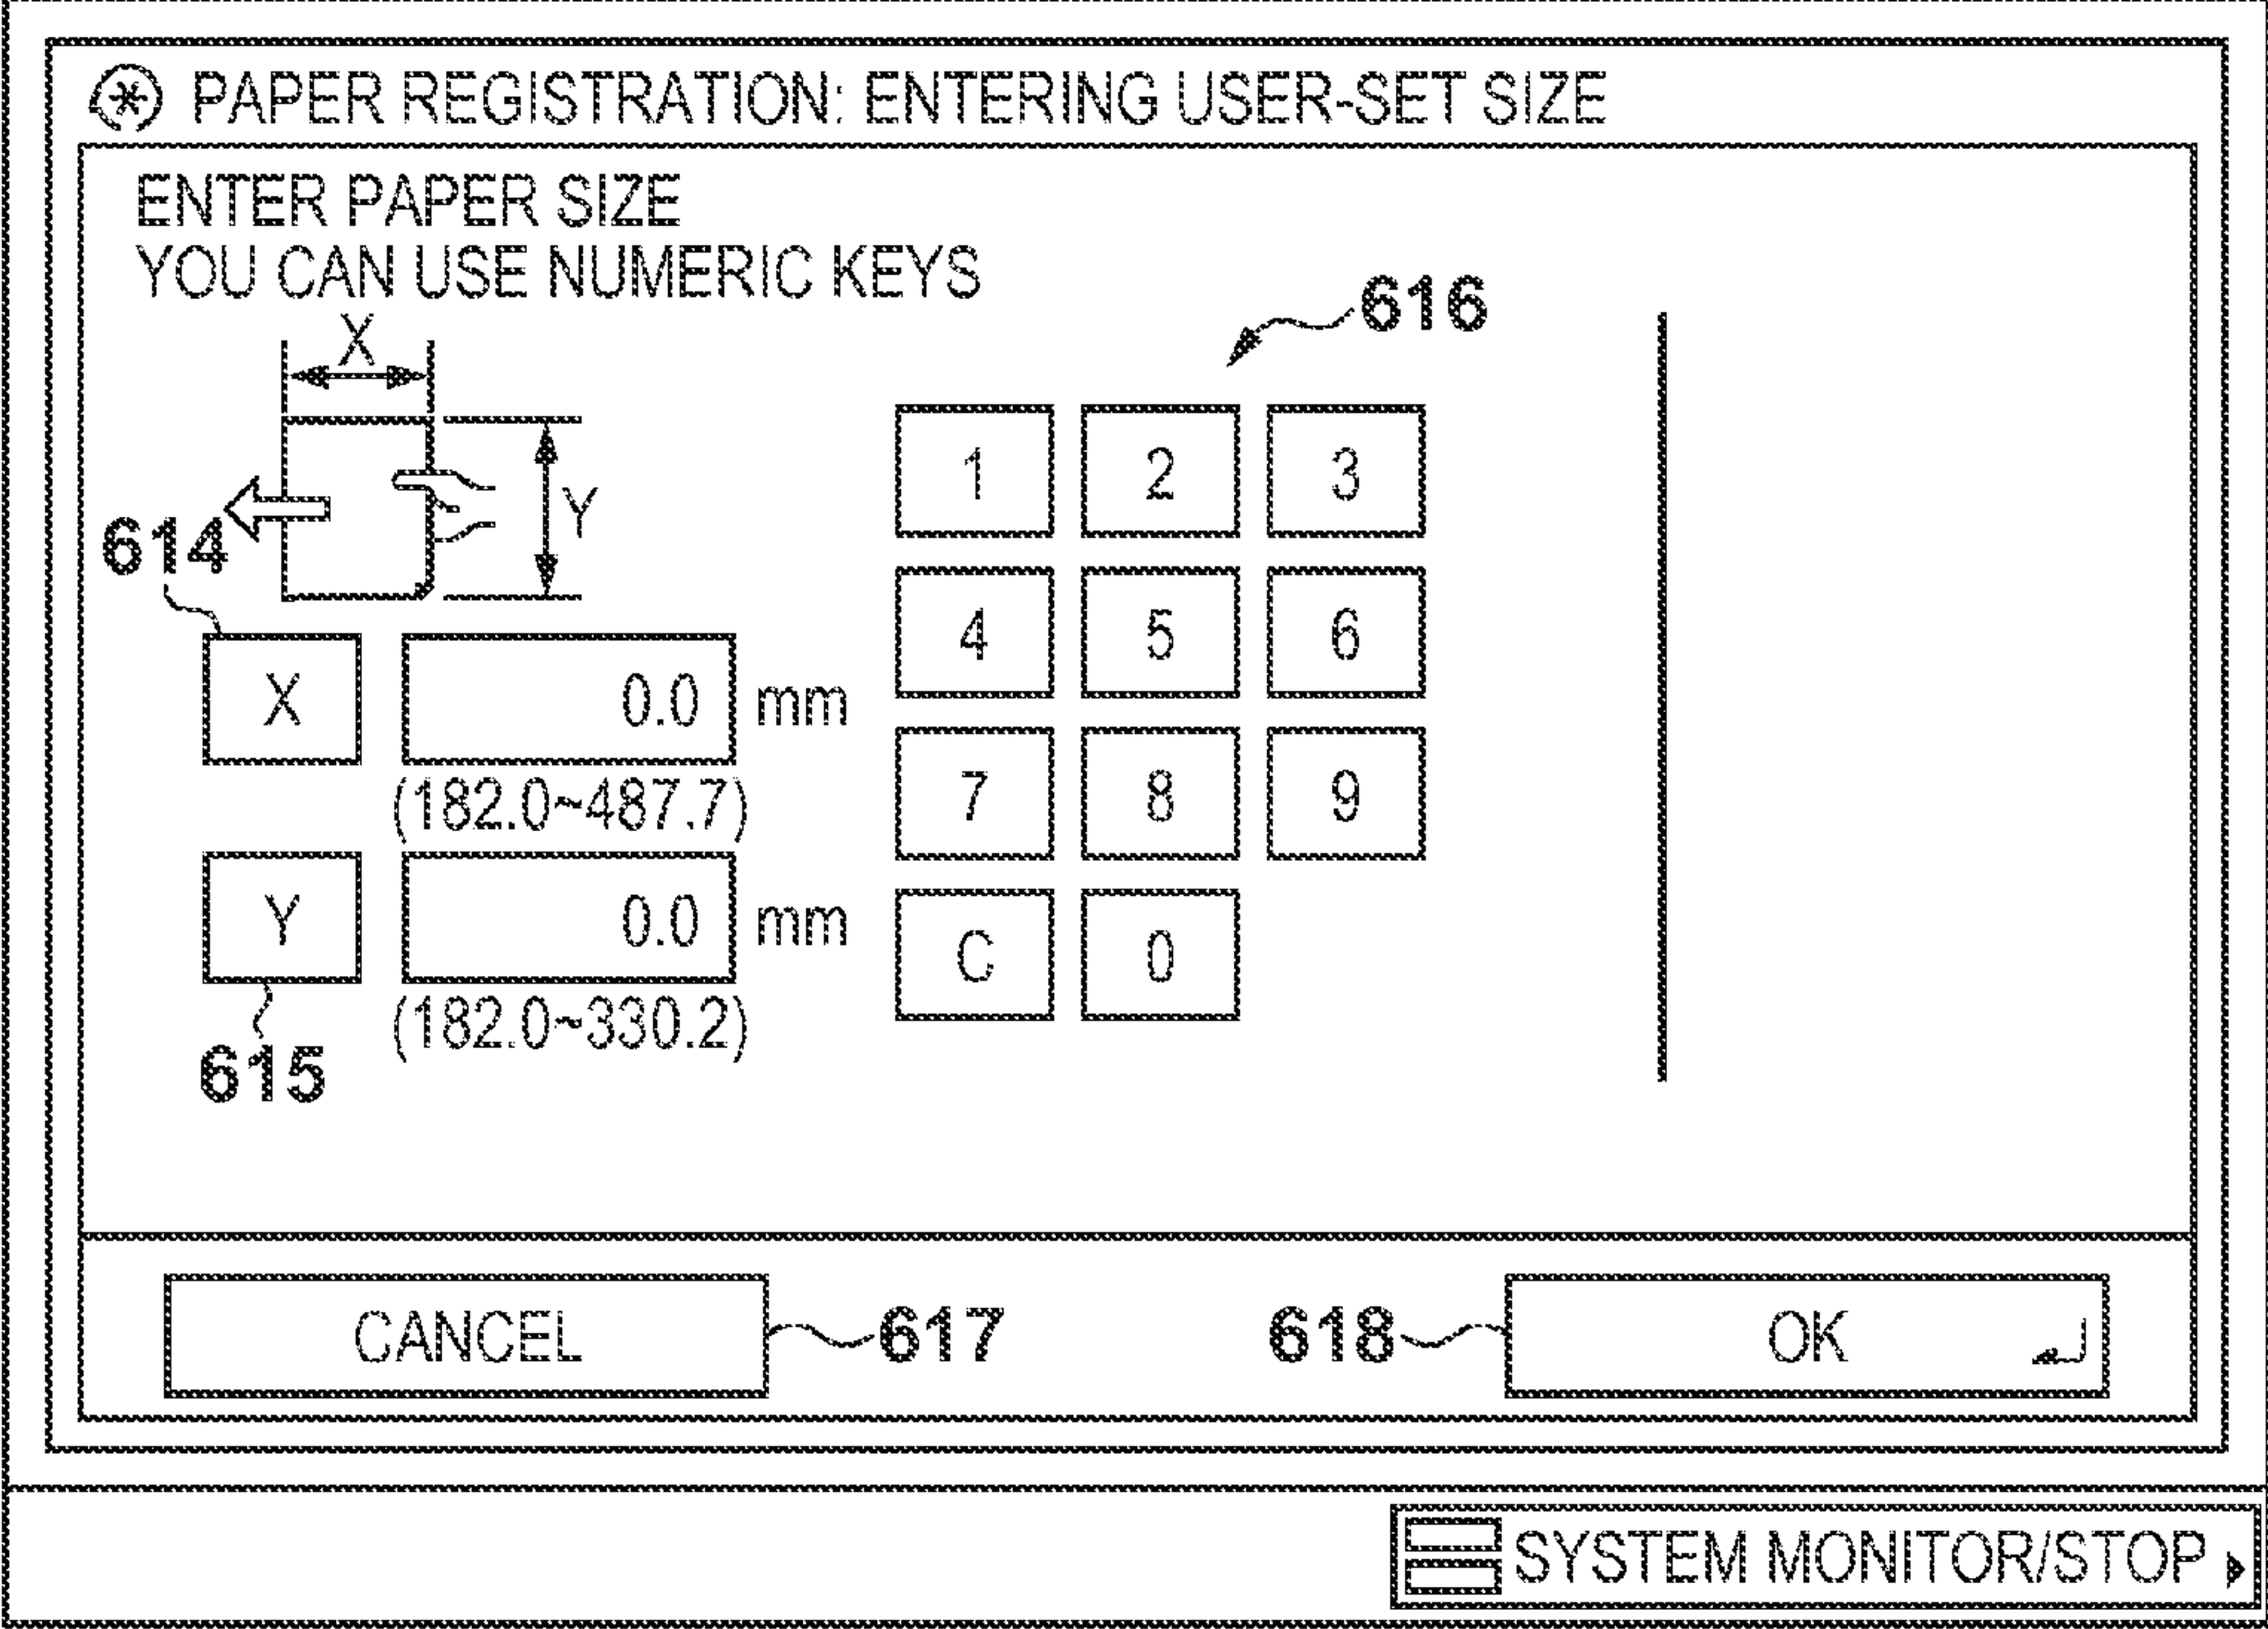 PAPER REGISTRATION: ENTERING USER-SET SIZE
ENTER PAPER SIZE
YOU CAN USE NUMERIC KEYS
616
X
Y
614
1 2 3
4 5 6
7 8 9
C 0
X 0.0 mm
(182.0~487.7)
Y 0.0 mm
(182.0~330.2)
615
CANCEL 617 618 OK
SYSTEM MONITOR/STOP